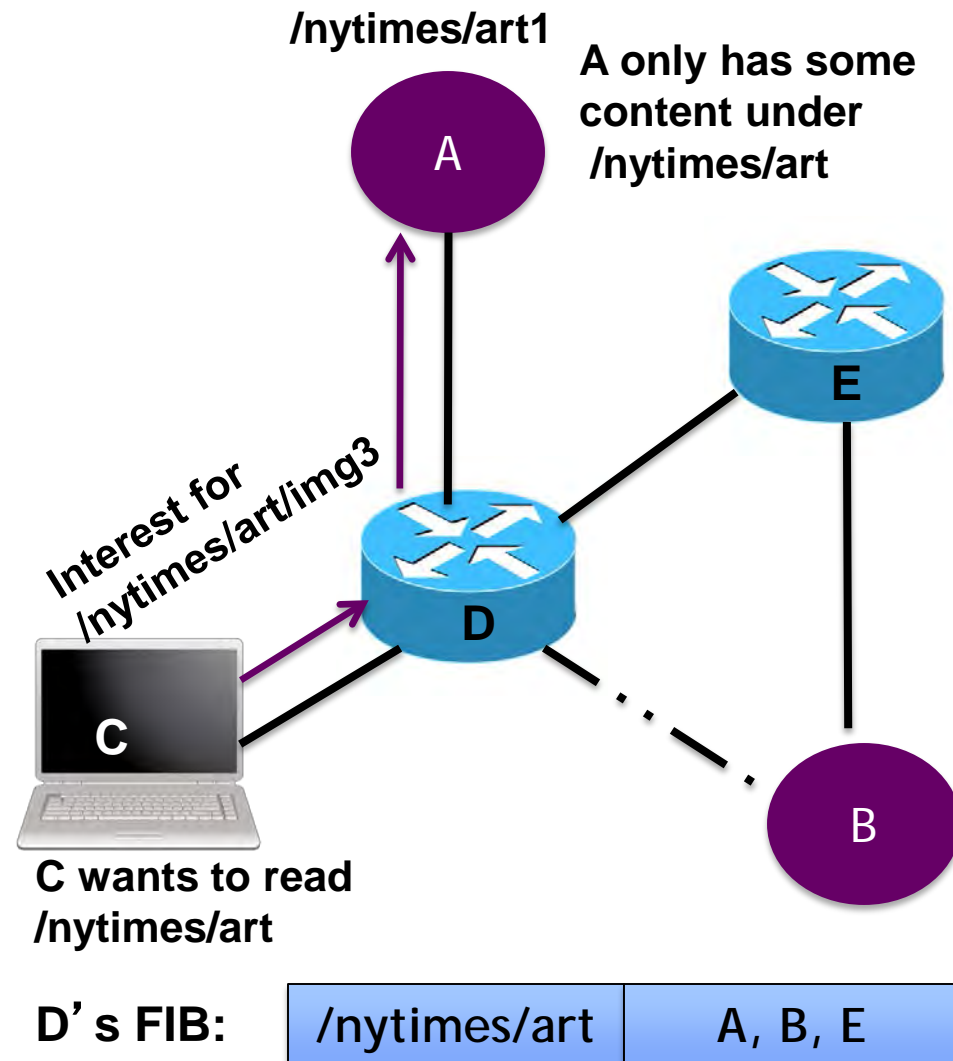 /nytimes/art1
A only has some
content under
/nytimes/art
A
E
Interest for
/nytimes/art/img3
D
C
B
C wants to read
/nytimes/art
D's FIB:
/nytimes/art
A, B, E